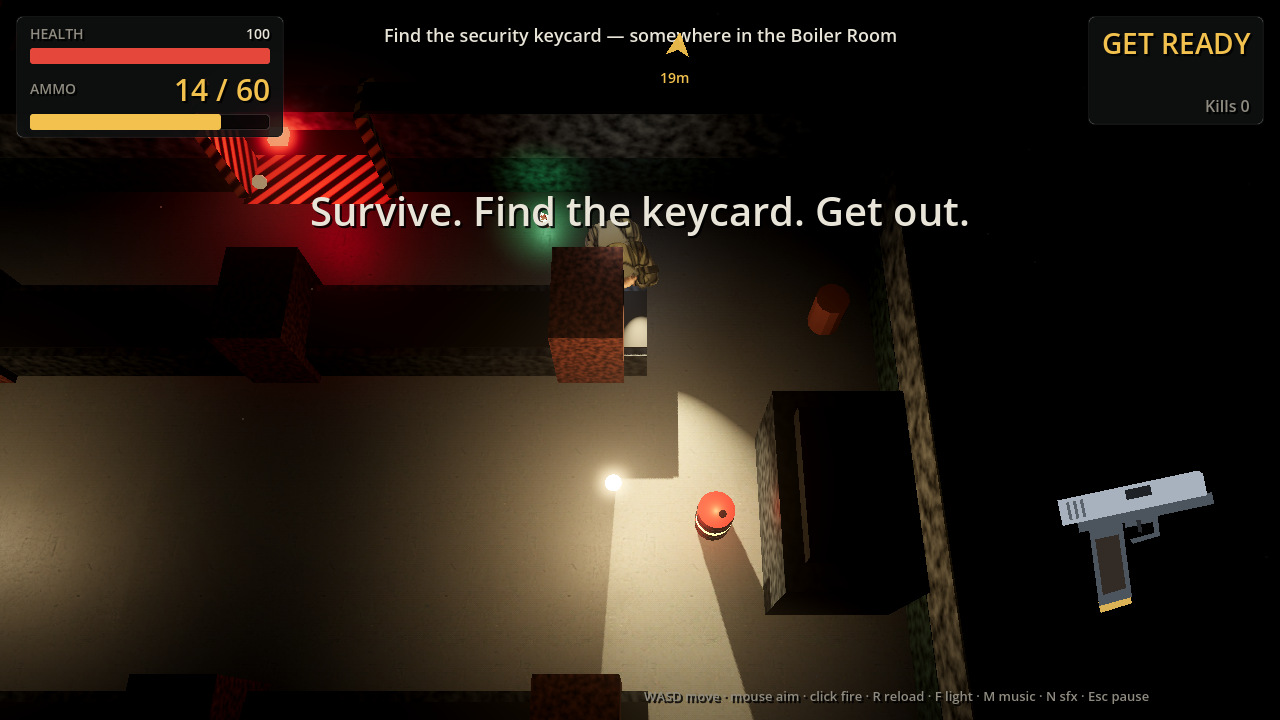 HEALTH 100
AMMO 14 / 60
Find the security keycard — somewhere in the Boiler Room
19m
GET READY
Kills 0
Survive. Find the keycard. Get out.
WASD move · mouse aim · click fire · R reload · F light · M music · N sfx · Esc pause